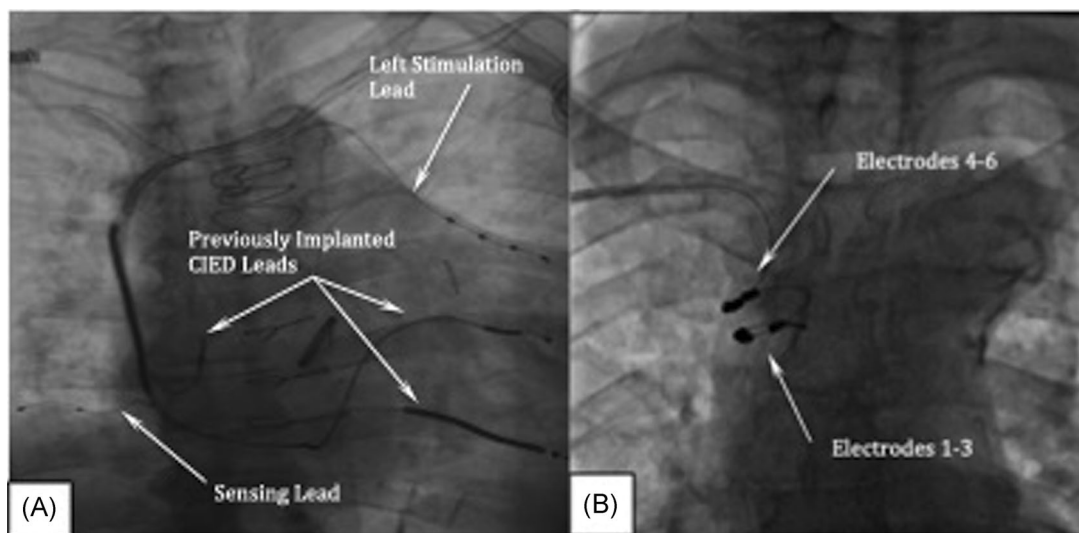 Left Stimulation
Lead
Previously Implanted
CIED Leads
Sensing Lead
(A)
Electrodes 4-6
Electrodes 1-3
(B)